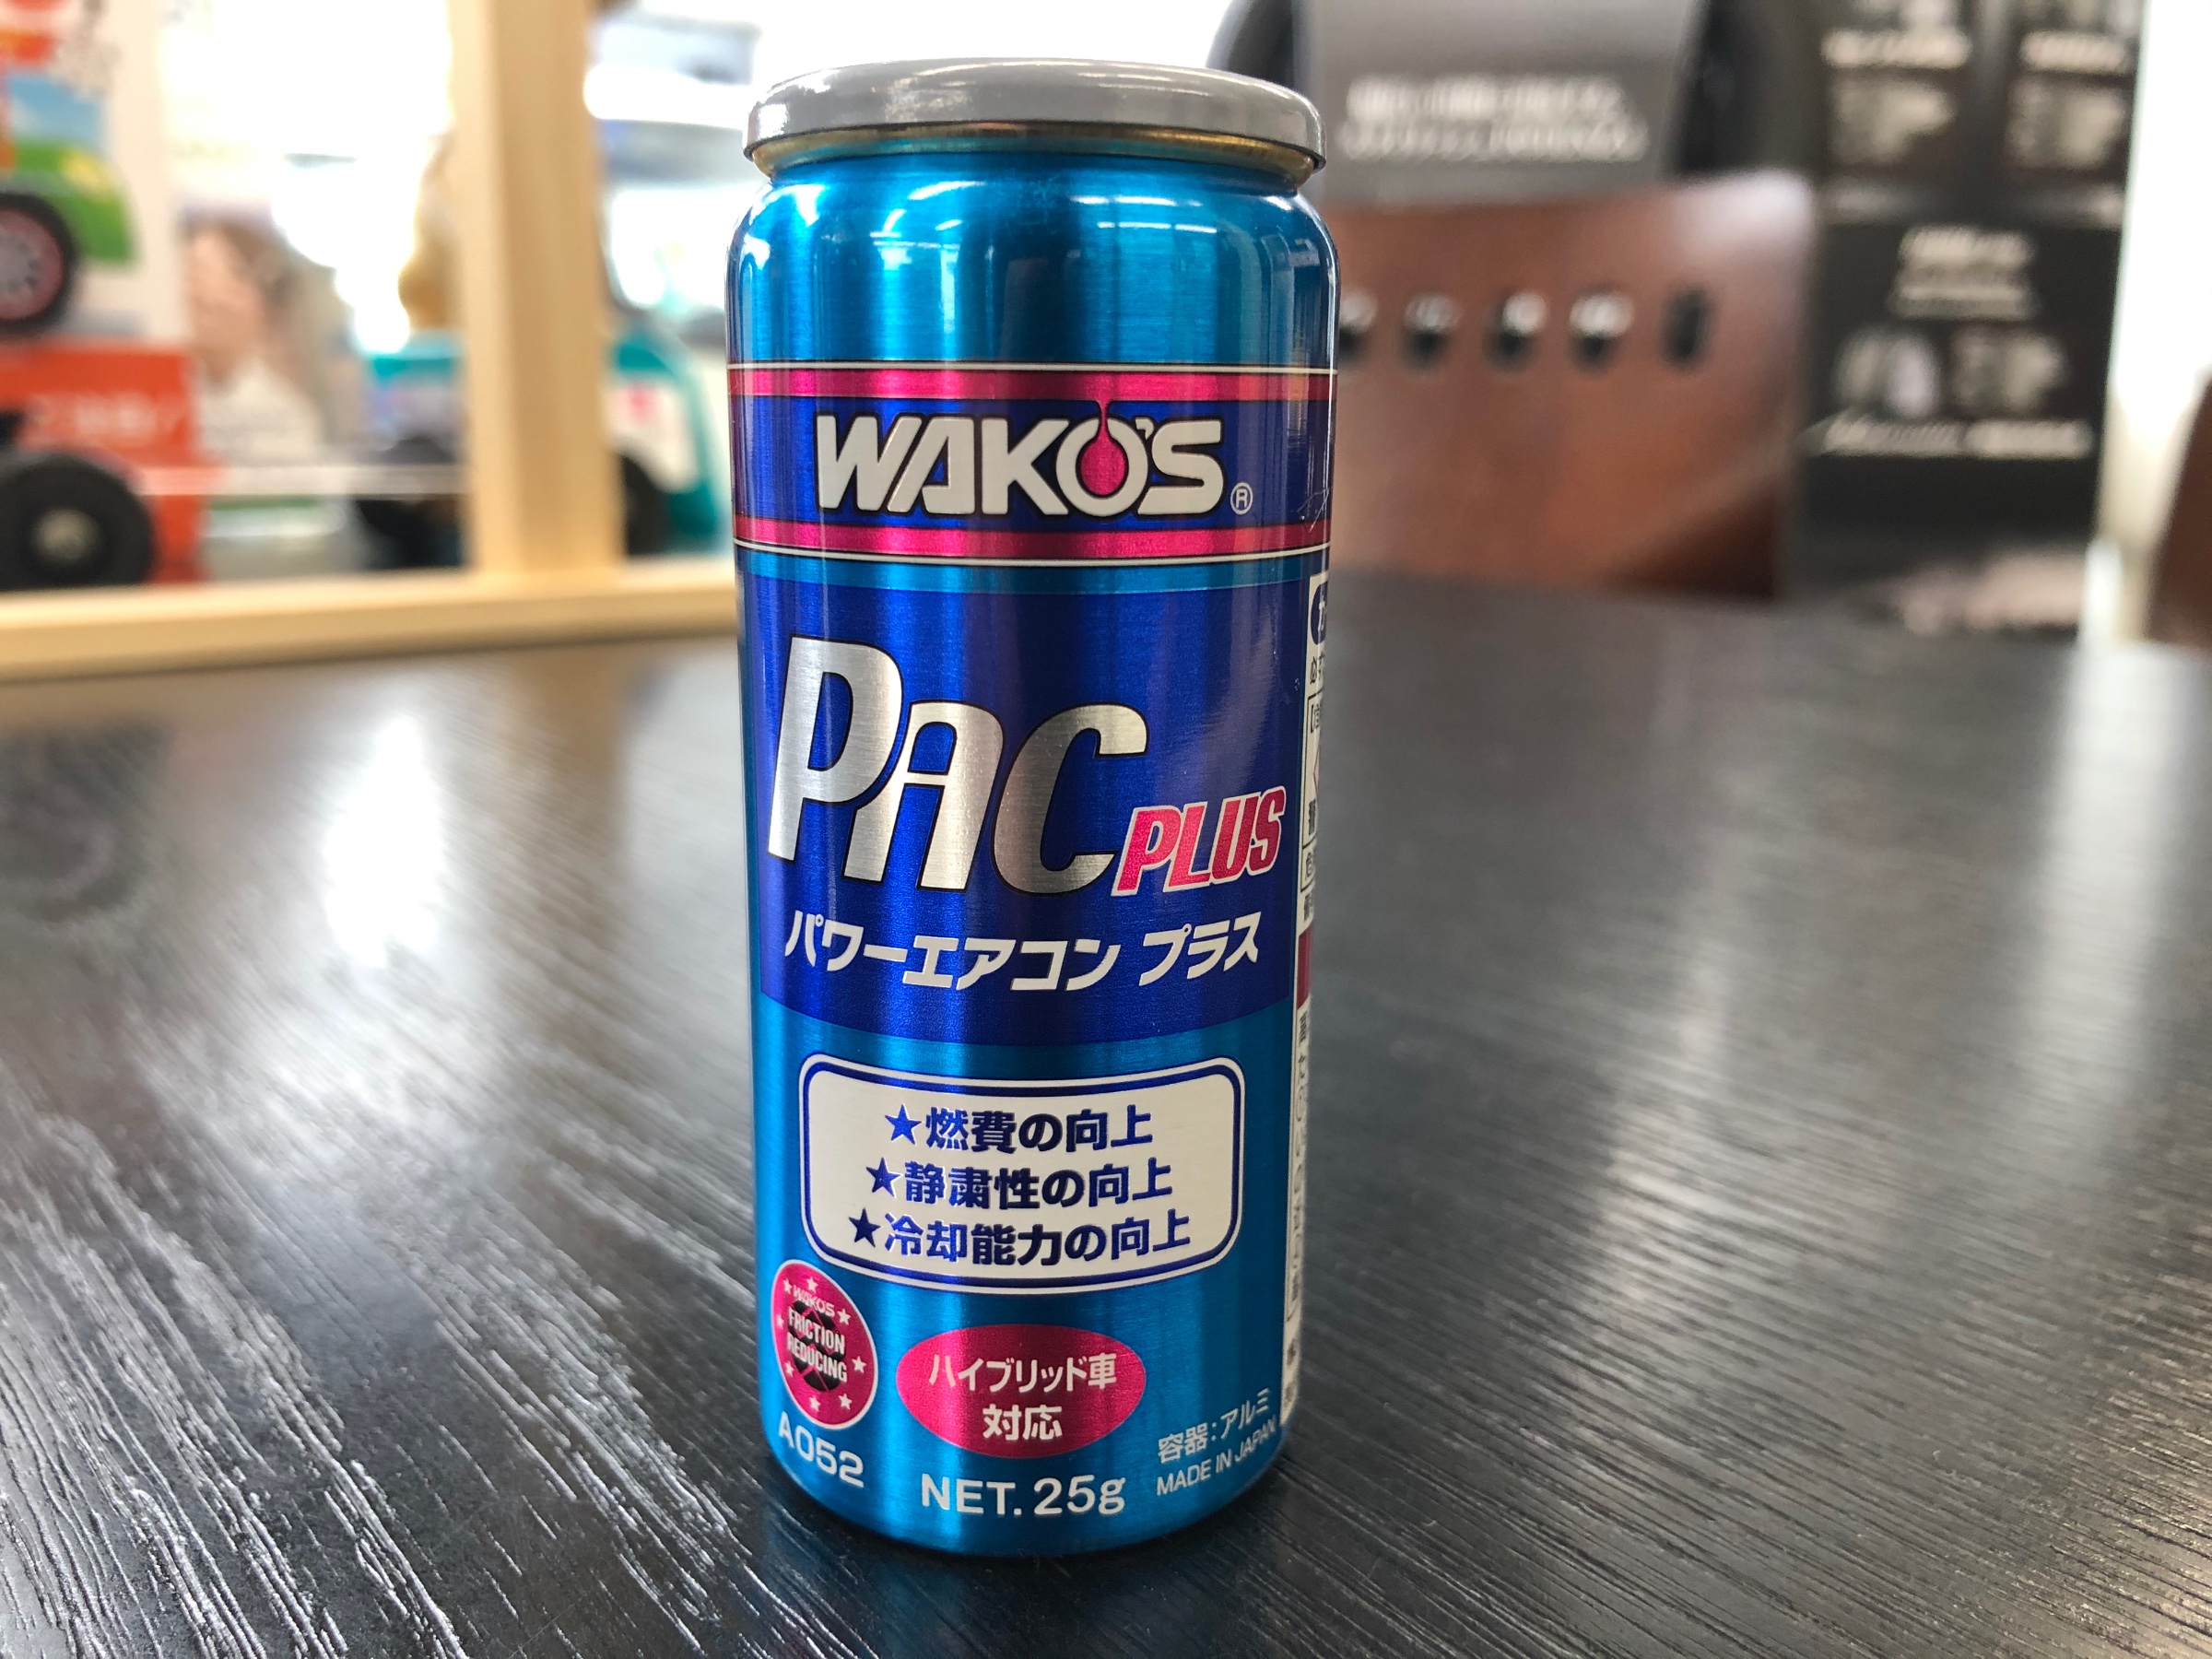 WAKO'S®
PAC PLUS
パワーエアコン プラス
★燃費の向上
★静粛性の向上
★冷却能力の向上
WAKOS
FRICTION
REDUCING
ハイブリッド車
対応
A052
NET. 25g
容器：アルミ
MADE IN JAPAN